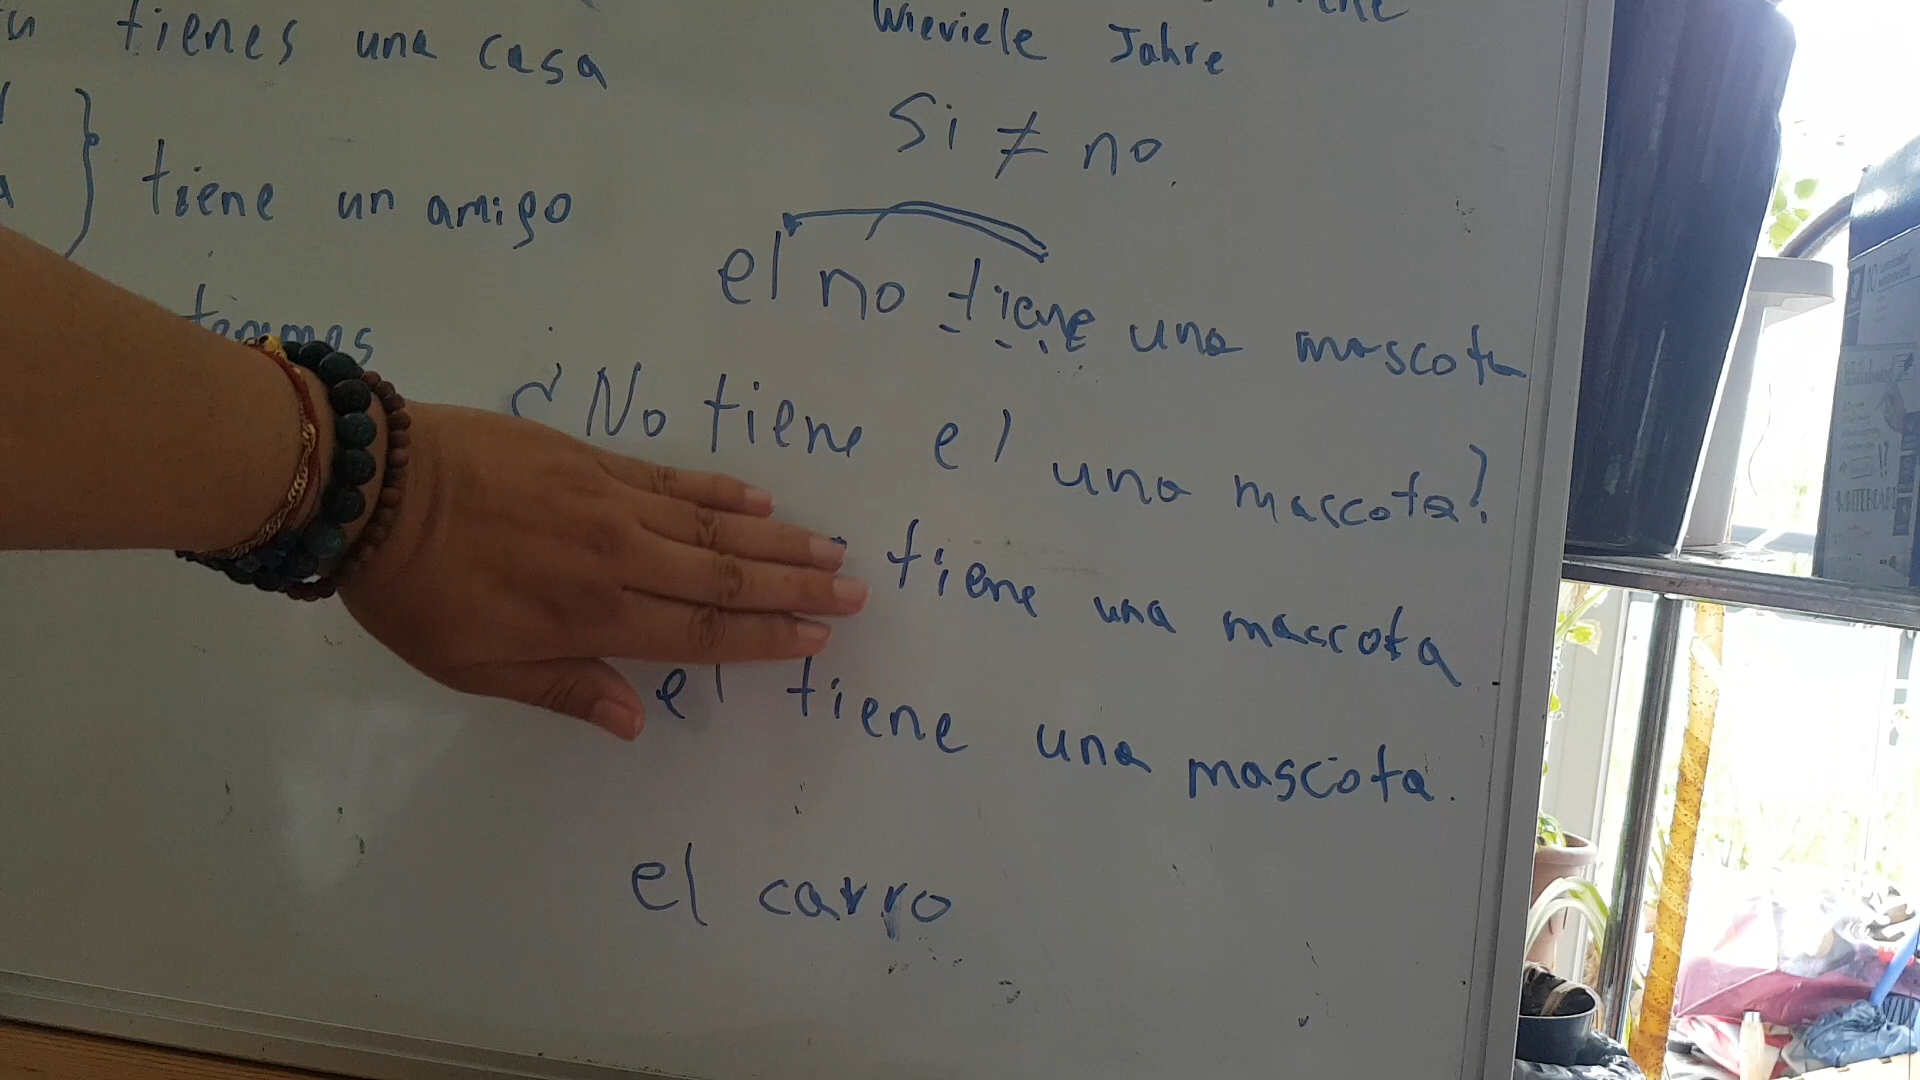 tienes una casa
tiene un amigo
tenemos
Wieviele Jahre
Si ≠ no.
el no tiene una mascota
¿No tiene el una mascota?
tiene una mascota
el tiene una mascota.
el carro